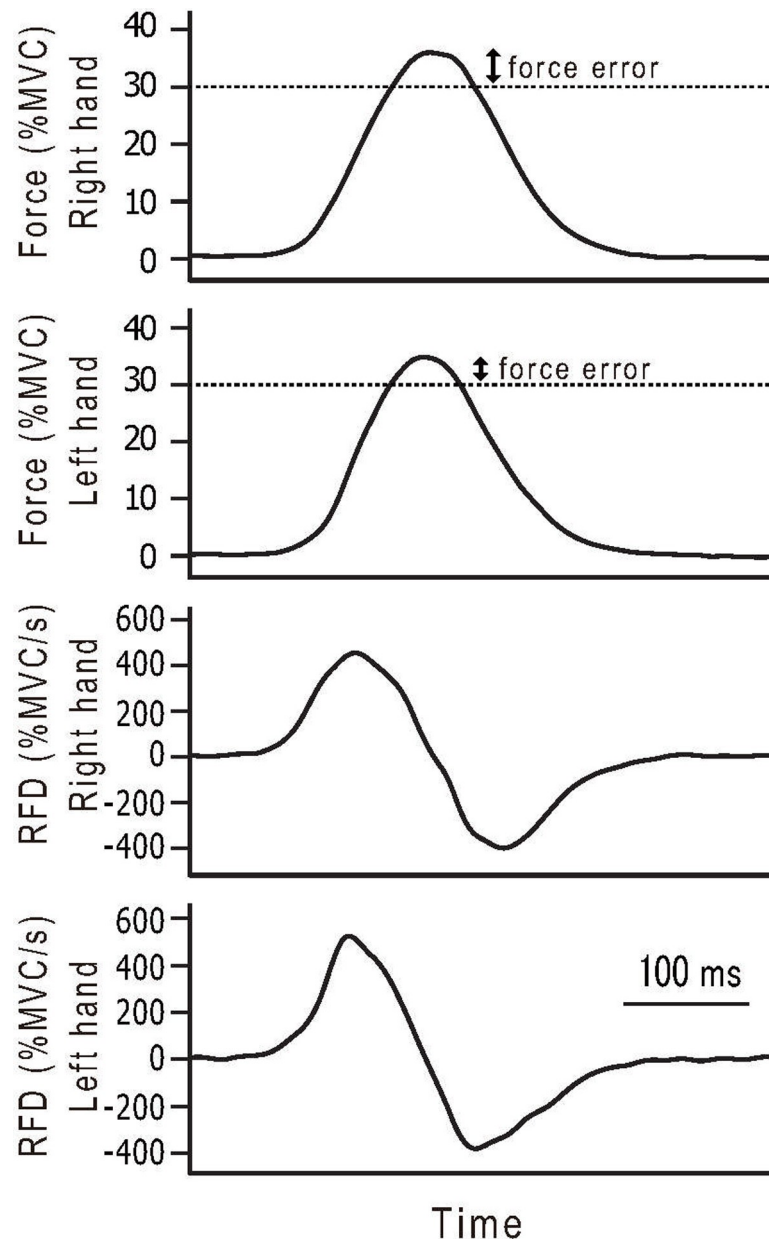 Force (%MVC)
Right hand
40
30
20
10
0
force error
Force (%MVC)
Left hand
40
30
20
10
0
force error
RFD (%MVC/s)
Right hand
600
400
200
0
-200
-400
RFD (%MVC/s)
Left hand
600
400
200
0
-200
-400
100 ms
Time